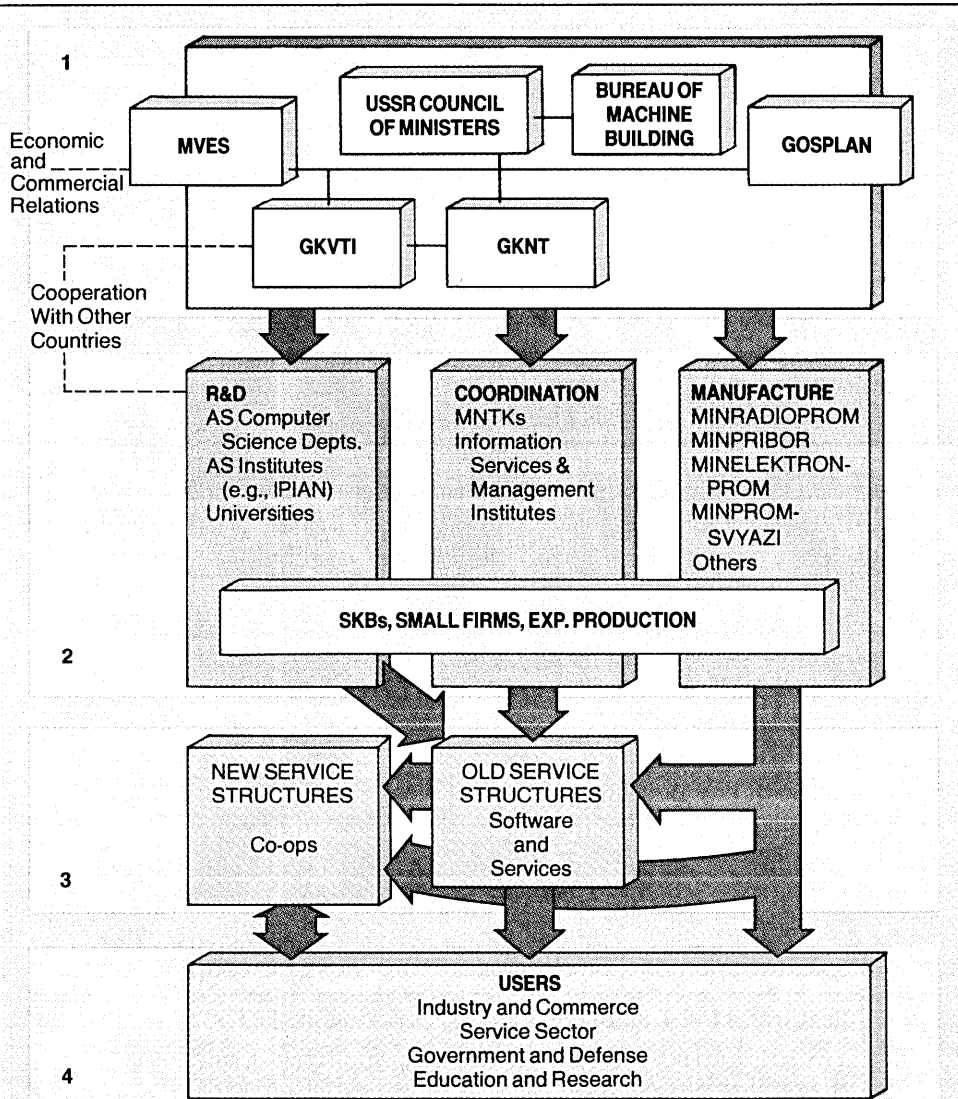 1
USSR COUNCIL
OF MINISTERS
BUREAU OF
MACHINE
BUILDING
MVES
GOSPLAN
Economic
and
Commercial
Relations
GKVTI
GKNT
Cooperation
With Other
Countries
R&D
AS Computer
Science Depts.
AS Institutes
(e.g., IPIAN)
Universities
COORDINATION
MNTKs
Information
Services &
Management
Institutes
MANUFACTURE
MINRADIOPROM
MINPRIBOR
MINELEKTRON-
PROM
MINPROM-
SVYAZI
Others
SKBs, SMALL FIRMS, EXP. PRODUCTION
2
NEW SERVICE
STRUCTURES
Co-ops
OLD SERVICE
STRUCTURES
Software
and
Services
3
USERS
Industry and Commerce
Service Sector
Government and Defense
Education and Research
4